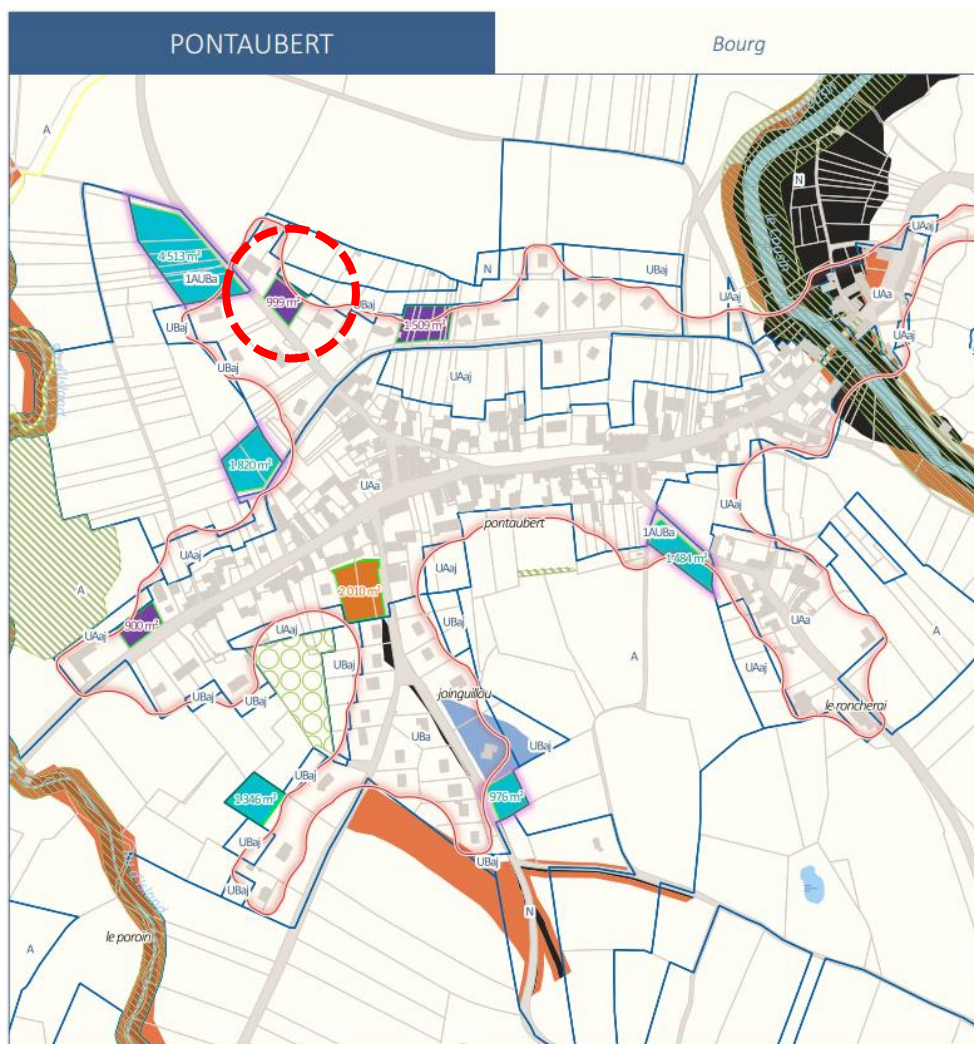 PONTAUBERT
Bourg
A
le Cousin
N
UAaj
4 513 m²
1AUBa
N
UBaj
UAaj
UAa
999 m²
UBaj
1 509 m²
UAaj
UBaj
UBaj
UAaj
1 820 m²
UAa
UAaj
pontaubert
1AUBa
UAaj
1 484 m²
UAaj
A
2 010 m²
UBaj
UAa
A
900 m²
UAaj
UAaj
UBaj
A
UAaj
UBaj
UBaj
joinguillou
le roncherai
UBa
UBaj
1 346 m²
976 m²
UBaj
UBaj
UBaj
le poroin
N
A